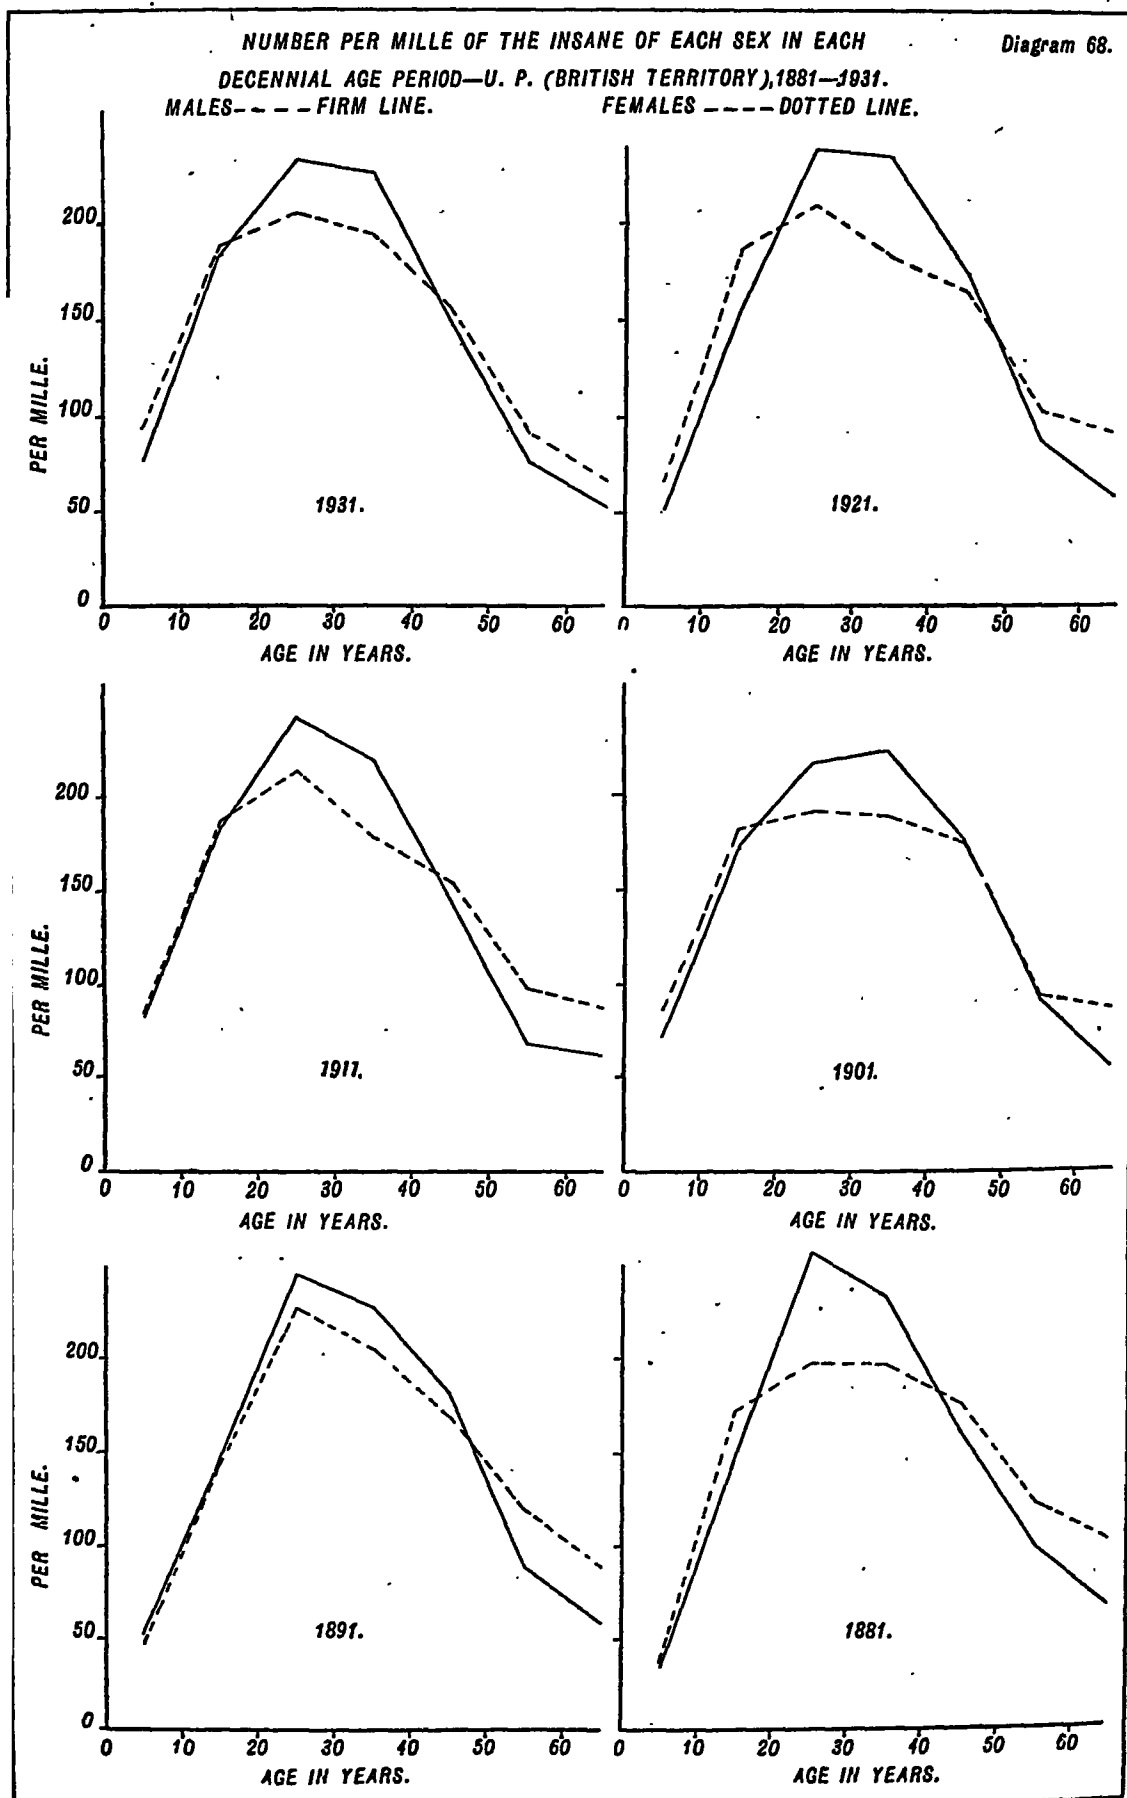 NUMBER PER MILLE OF THE INSANE OF EACH SEX IN EACH
Diagram 68.
DECENNIAL AGE PERIOD—U. P. (BRITISH TERRITORY), 1881—1931.
MALES---- FIRM LINE. FEMALES ---- DOTTED LINE.
PER MILLE.
200
150
100
50
0
1931.
0 10 20 30 40 50 60
AGE IN YEARS.
1921.
0 10 20 30 40 50 60
AGE IN YEARS.
PER MILLE.
200
150
100
50
0
1911.
0 10 20 30 40 50 60
AGE IN YEARS.
1901.
0 10 20 30 40 50 60
AGE IN YEARS.
PER MILLE.
200
150
100
50
0
1891.
0 10 20 30 40 50 60
AGE IN YEARS.
1881.
0 10 20 30 40 50 60
AGE IN YEARS.